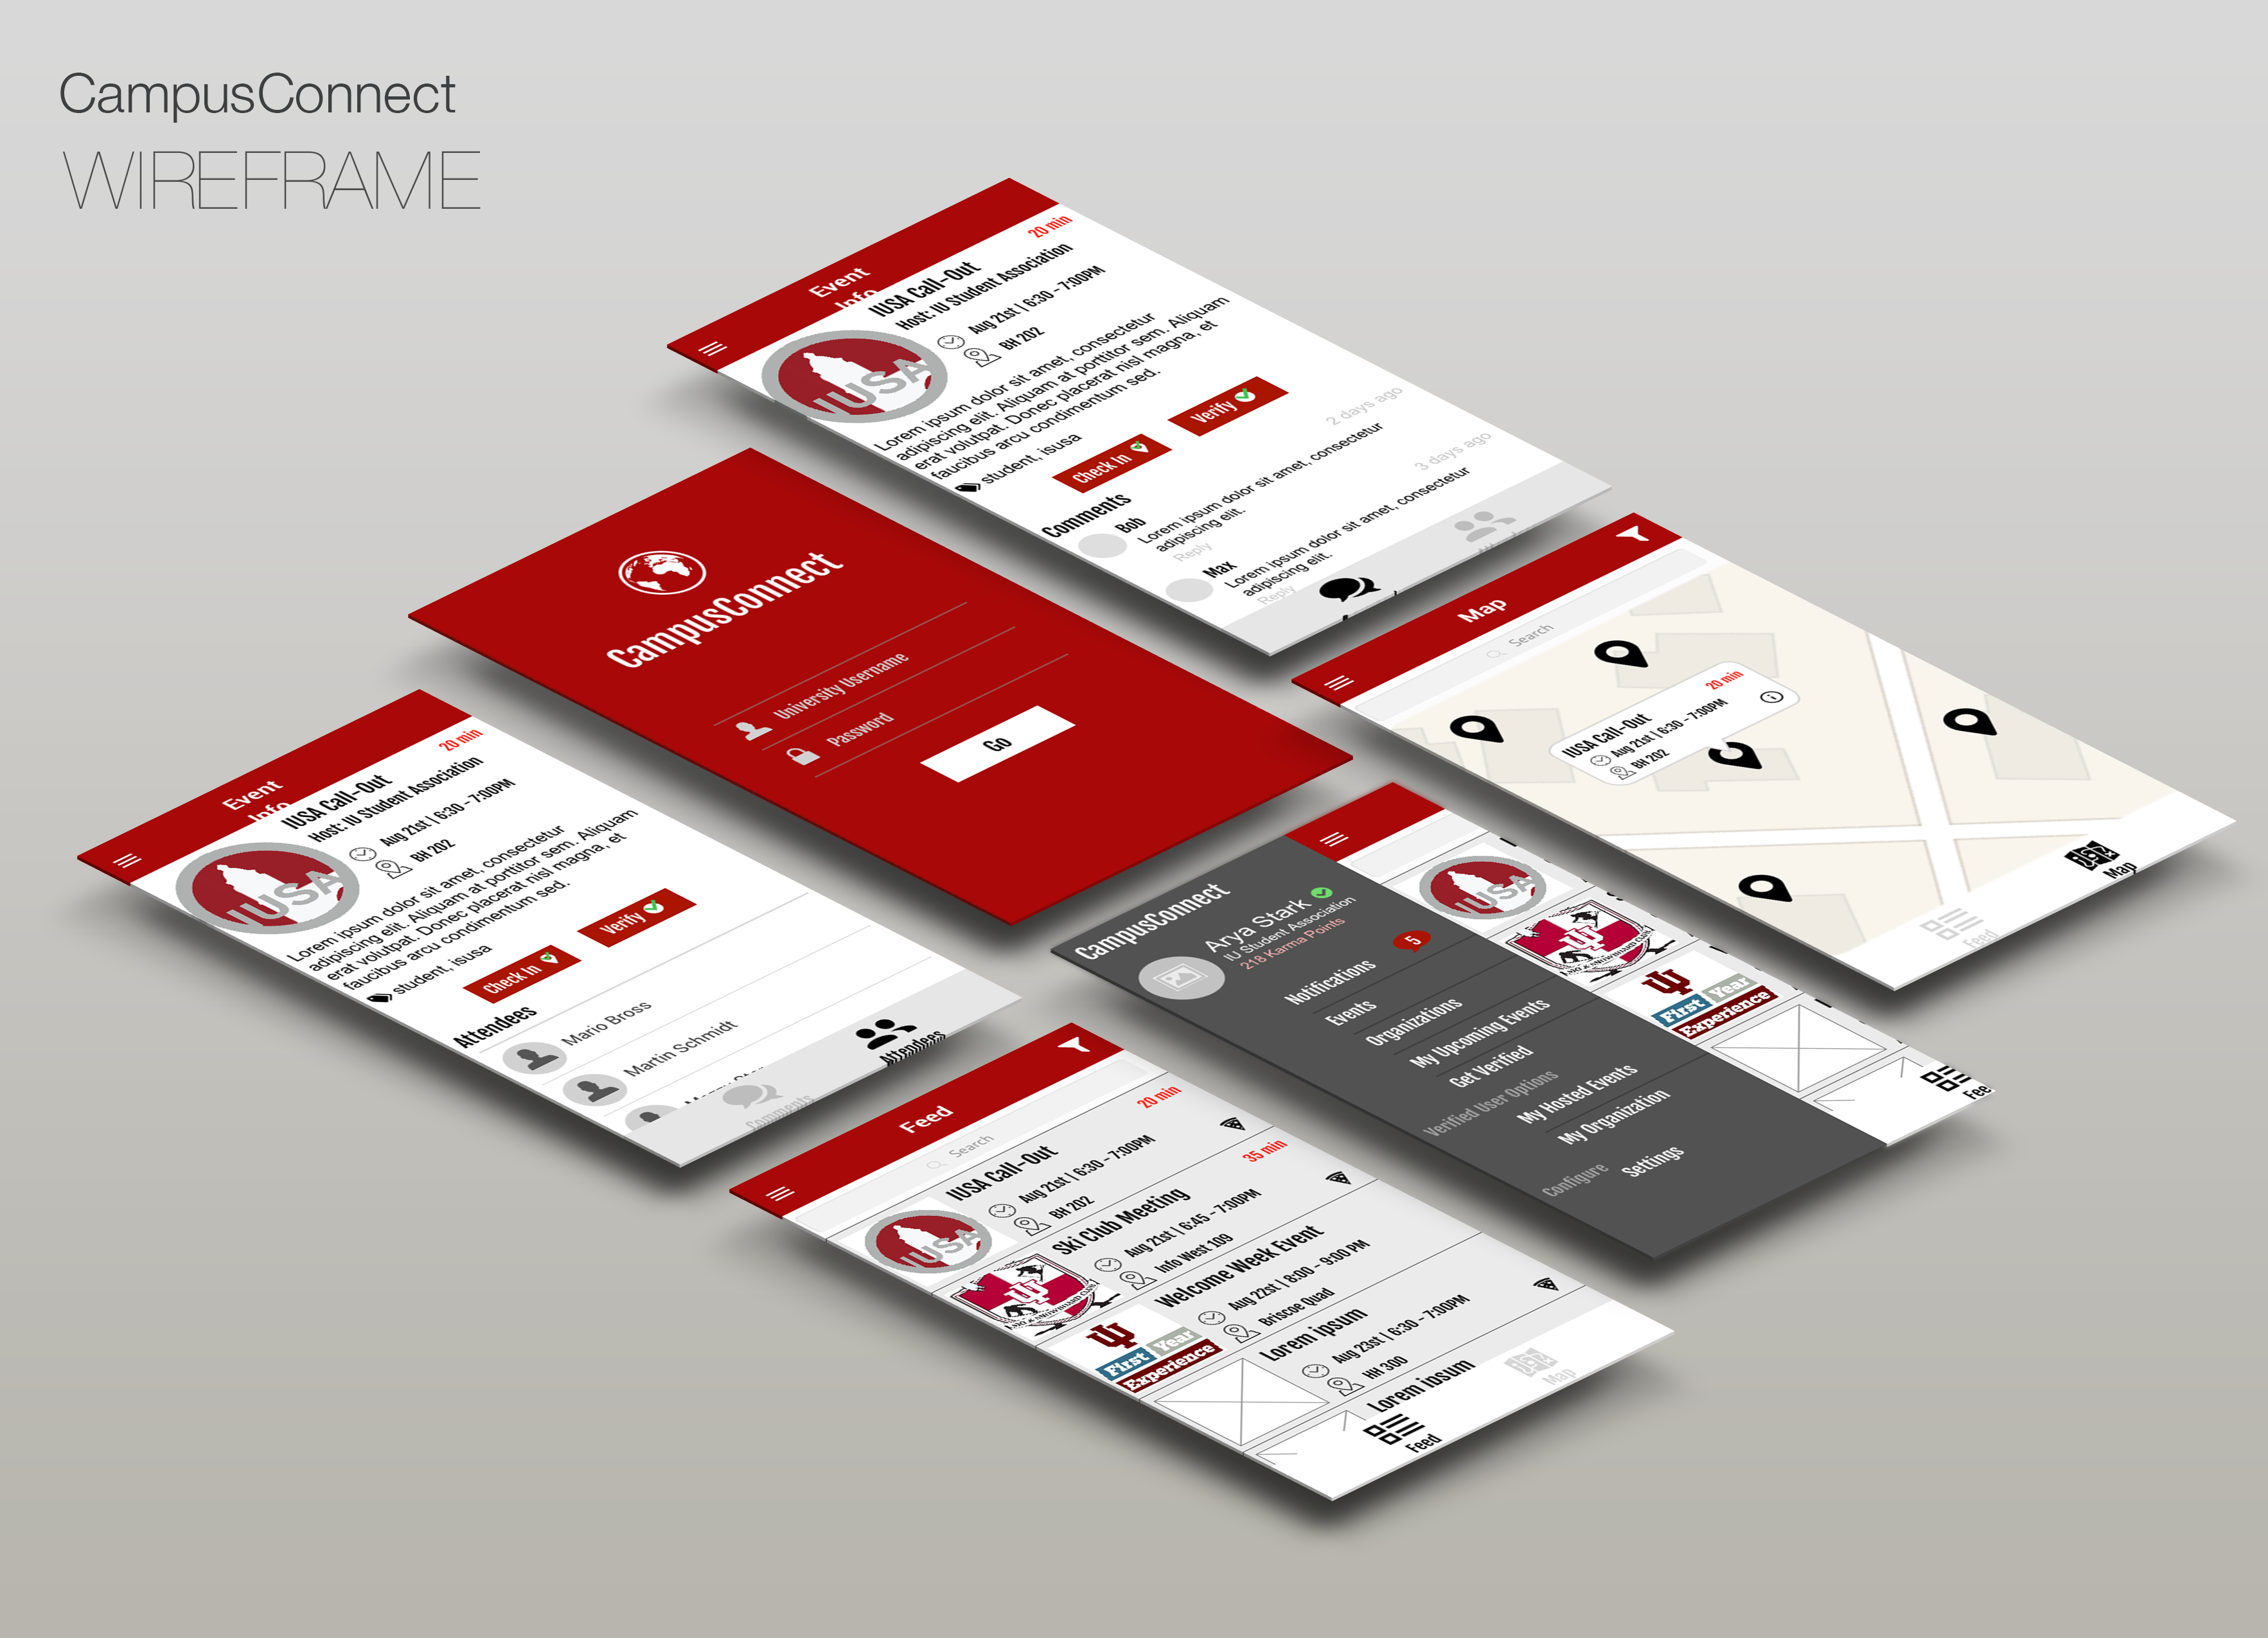 CampusConnect
WIREFRAME
Event
Info
20 min
IUSA Call-Out
Host: IU Student Association
Aug 21st | 6:30 - 7:00PM
BH 202
IUSA
Lorem ipsum dolor sit amet, consectetur
adipiscing elit. Aliquam at porttitor sem. Aliquam
erat volutpat. Donec placerat nisl magna, et
faucibus arcu condimentum sed.
student, isusa
Check In
Verify
Comments
Bob
2 days ago
Lorem ipsum dolor sit amet, consectetur
adipiscing elit.
Reply
Max
3 days ago
Lorem ipsum dolor sit amet, consectetur
adipiscing elit.
Reply
CampusConnect
University Username
Password
Go
Map
Search
20 min
IUSA Call-Out
Aug 21st | 6:30 - 7:00PM
BH 202
Map
Feed
Event
Info
20 min
IUSA Call-Out
Host: IU Student Association
Aug 21st | 6:30 - 7:00PM
BH 202
IUSA
Lorem ipsum dolor sit amet, consectetur
adipiscing elit. Aliquam at porttitor sem. Aliquam
erat volutpat. Donec placerat nisl magna, et
faucibus arcu condimentum sed.
student, isusa
Check In
Verify
Attendees
Mario Bross
Martin Schmidt
Attendees
Comments
CampusConnect
Arya Stark
IU Student Association
218 Karma Points
Notifications
5
Events
Organizations
My Upcoming Events
Get Verified
Verified User Options
My Hosted Events
My Organization
Configure
Settings
IUSA
First
Year
Experience
Fee
Feed
Search
20 min
IUSA Call-Out
Aug 21st | 6:30 - 7:00PM
BH 202
IUSA
35 min
Ski Club Meeting
Aug 21st | 6:45 - 7:00PM
Info West 109
Welcome Week Event
Aug 22st | 8:00 - 9:00 PM
Briscoe Quad
First
Year
Experience
Lorem ipsum
Aug 23st | 6:30 - 7:00PM
HH 300
Lorem ipsum
Map
Feed